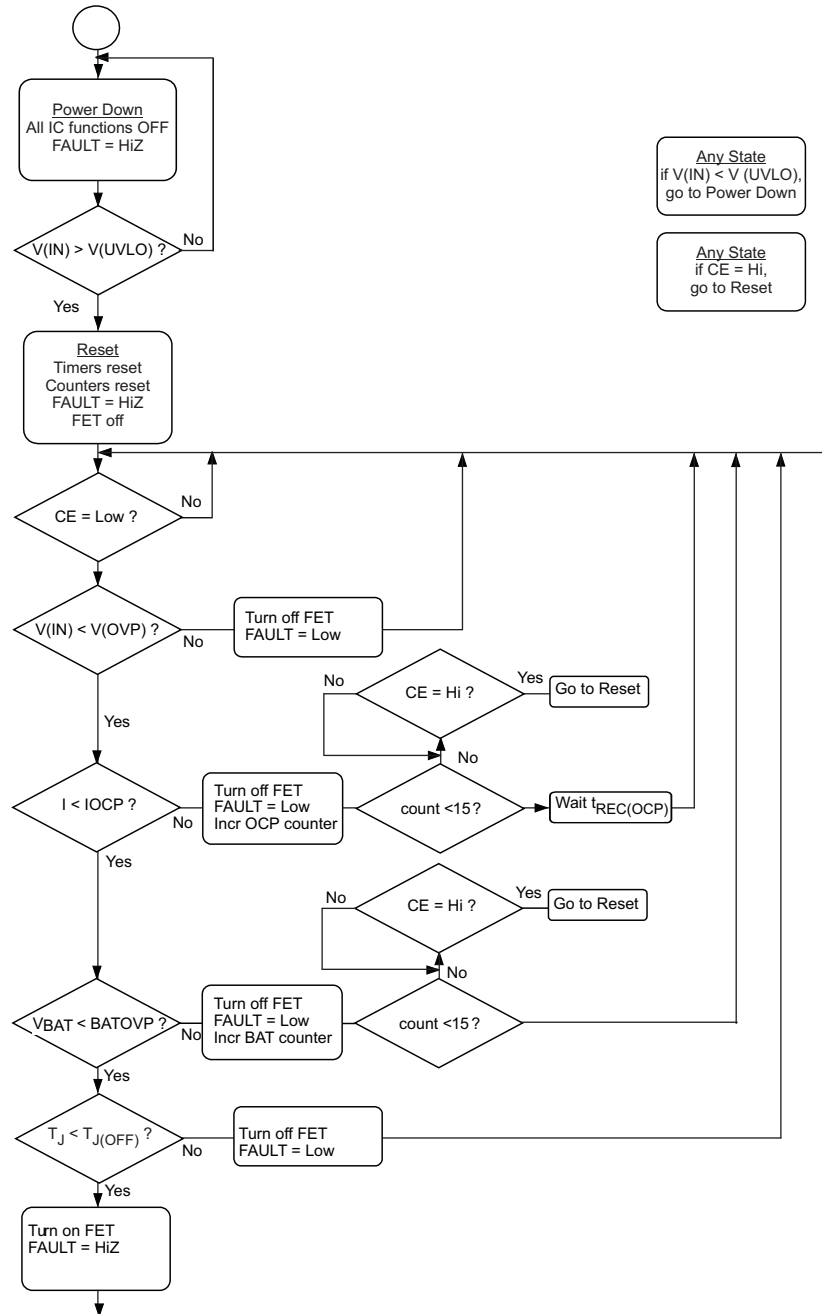 Power Down
All IC functions OFF
FAULT = HiZ
Any State
if V(IN) < V (UVLO),
go to Power Down
V(IN) > V(UVLO) ?
No
Any State
if CE = Hi,
go to Reset
Yes
Reset
Timers reset
Counters reset
FAULT = HiZ
FET off
CE = Low ?
No
V(IN) < V(OVP) ?
No
Turn off FET
FAULT = Low
Yes
No
CE = Hi ?
Yes
Go to Reset
No
I < IOCP ?
No
Turn off FET
FAULT = Low
Incr OCP counter
count <15?
Wait tREC(OCP)
Yes
No
CE = Hi ?
Yes
Go to Reset
No
VBAT < BATOVP ?
No
Turn off FET
FAULT = Low
Incr BAT counter
count <15?
Yes
TJ < TJ(OFF) ?
No
Turn off FET
FAULT = Low
Yes
Turn on FET
FAULT = HiZ